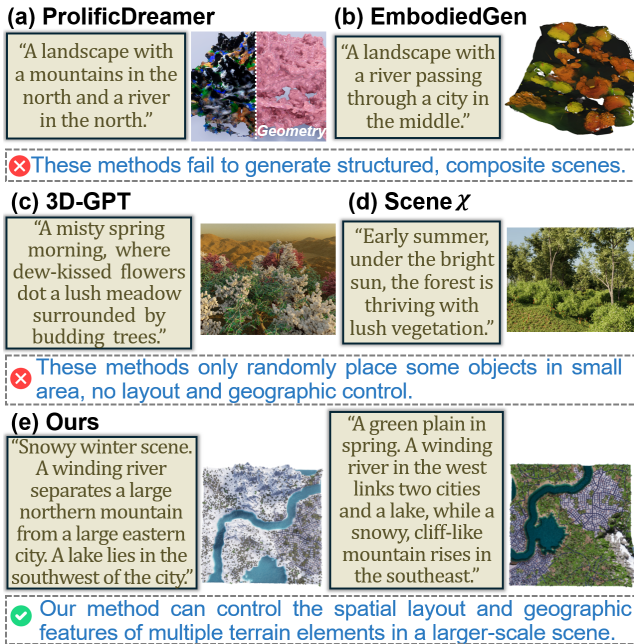 (a) ProlificDreamer
“A landscape with
a mountains in the
north and a river
in the north.”
Geometry
(b) EmbodiedGen
“A landscape with
a river passing
through a city in
the middle.”
These methods fail to generate structured, composite scenes.
(c) 3D-GPT
“A misty spring
morning, where
dew-kissed flowers
dot a lush meadow
surrounded by
budding trees.”
(d) Scene χ
“Early summer,
under the bright
sun, the forest is
thriving with
lush vegetation.”
These methods only randomly place some objects in small
area, no layout and geographic control.
(e) Ours
“Snowy winter scene.
A winding river
separates a large
northern mountain
from a large eastern
city. A lake lies in the
southwest of the city.”
“A green plain in
spring. A winding
river in the west
links two cities
and a lake, while a
snowy, cliff-like
mountain rises in
the southeast.”
Our method can control the spatial layout and geographic
features of multiple terrain elements in a larger-scale scene.